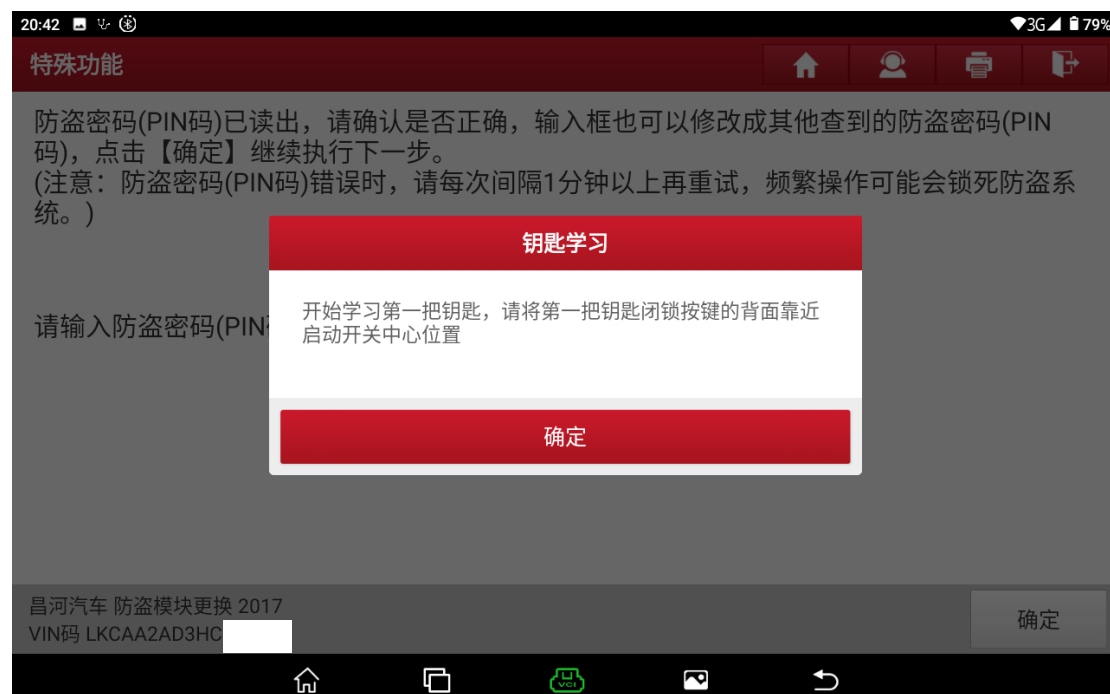 20:42
3G
79%
特殊功能
防盗密码(PIN码)已读出，请确认是否正确，输入框也可以修改成其他查到的防盗密码(PIN
码)，点击【确定】继续执行下一步。
(注意：防盗密码(PIN码)错误时，请每次间隔1分钟以上再重试，频繁操作可能会锁死防盗系
统。)
钥匙学习
开始学习第一把钥匙，请将第一把钥匙闭锁按键的背面靠近
启动开关中心位置
请输入防盗密码(PIN
确定
昌河汽车 防盗模块更换 2017
VIN码 LKCAA2AD3HC
确定
VCI